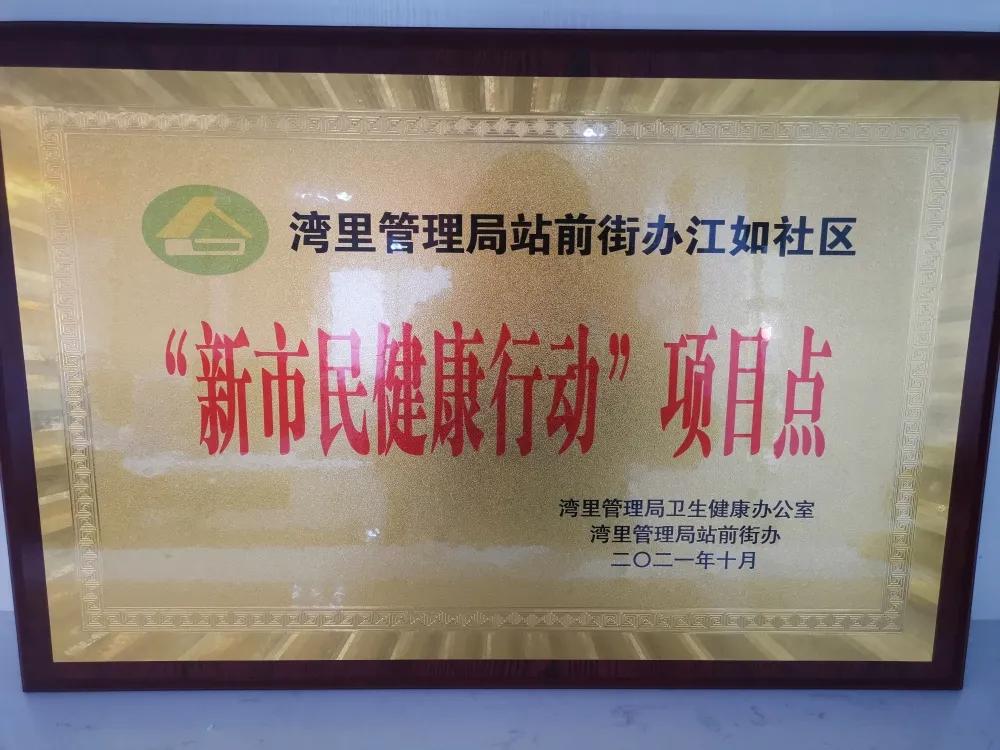 湾里管理局站前街办江如社区
“新市民健康行动”项目点
湾里管理局卫生健康办公室
湾里管理局站前街办
二〇二一年十月